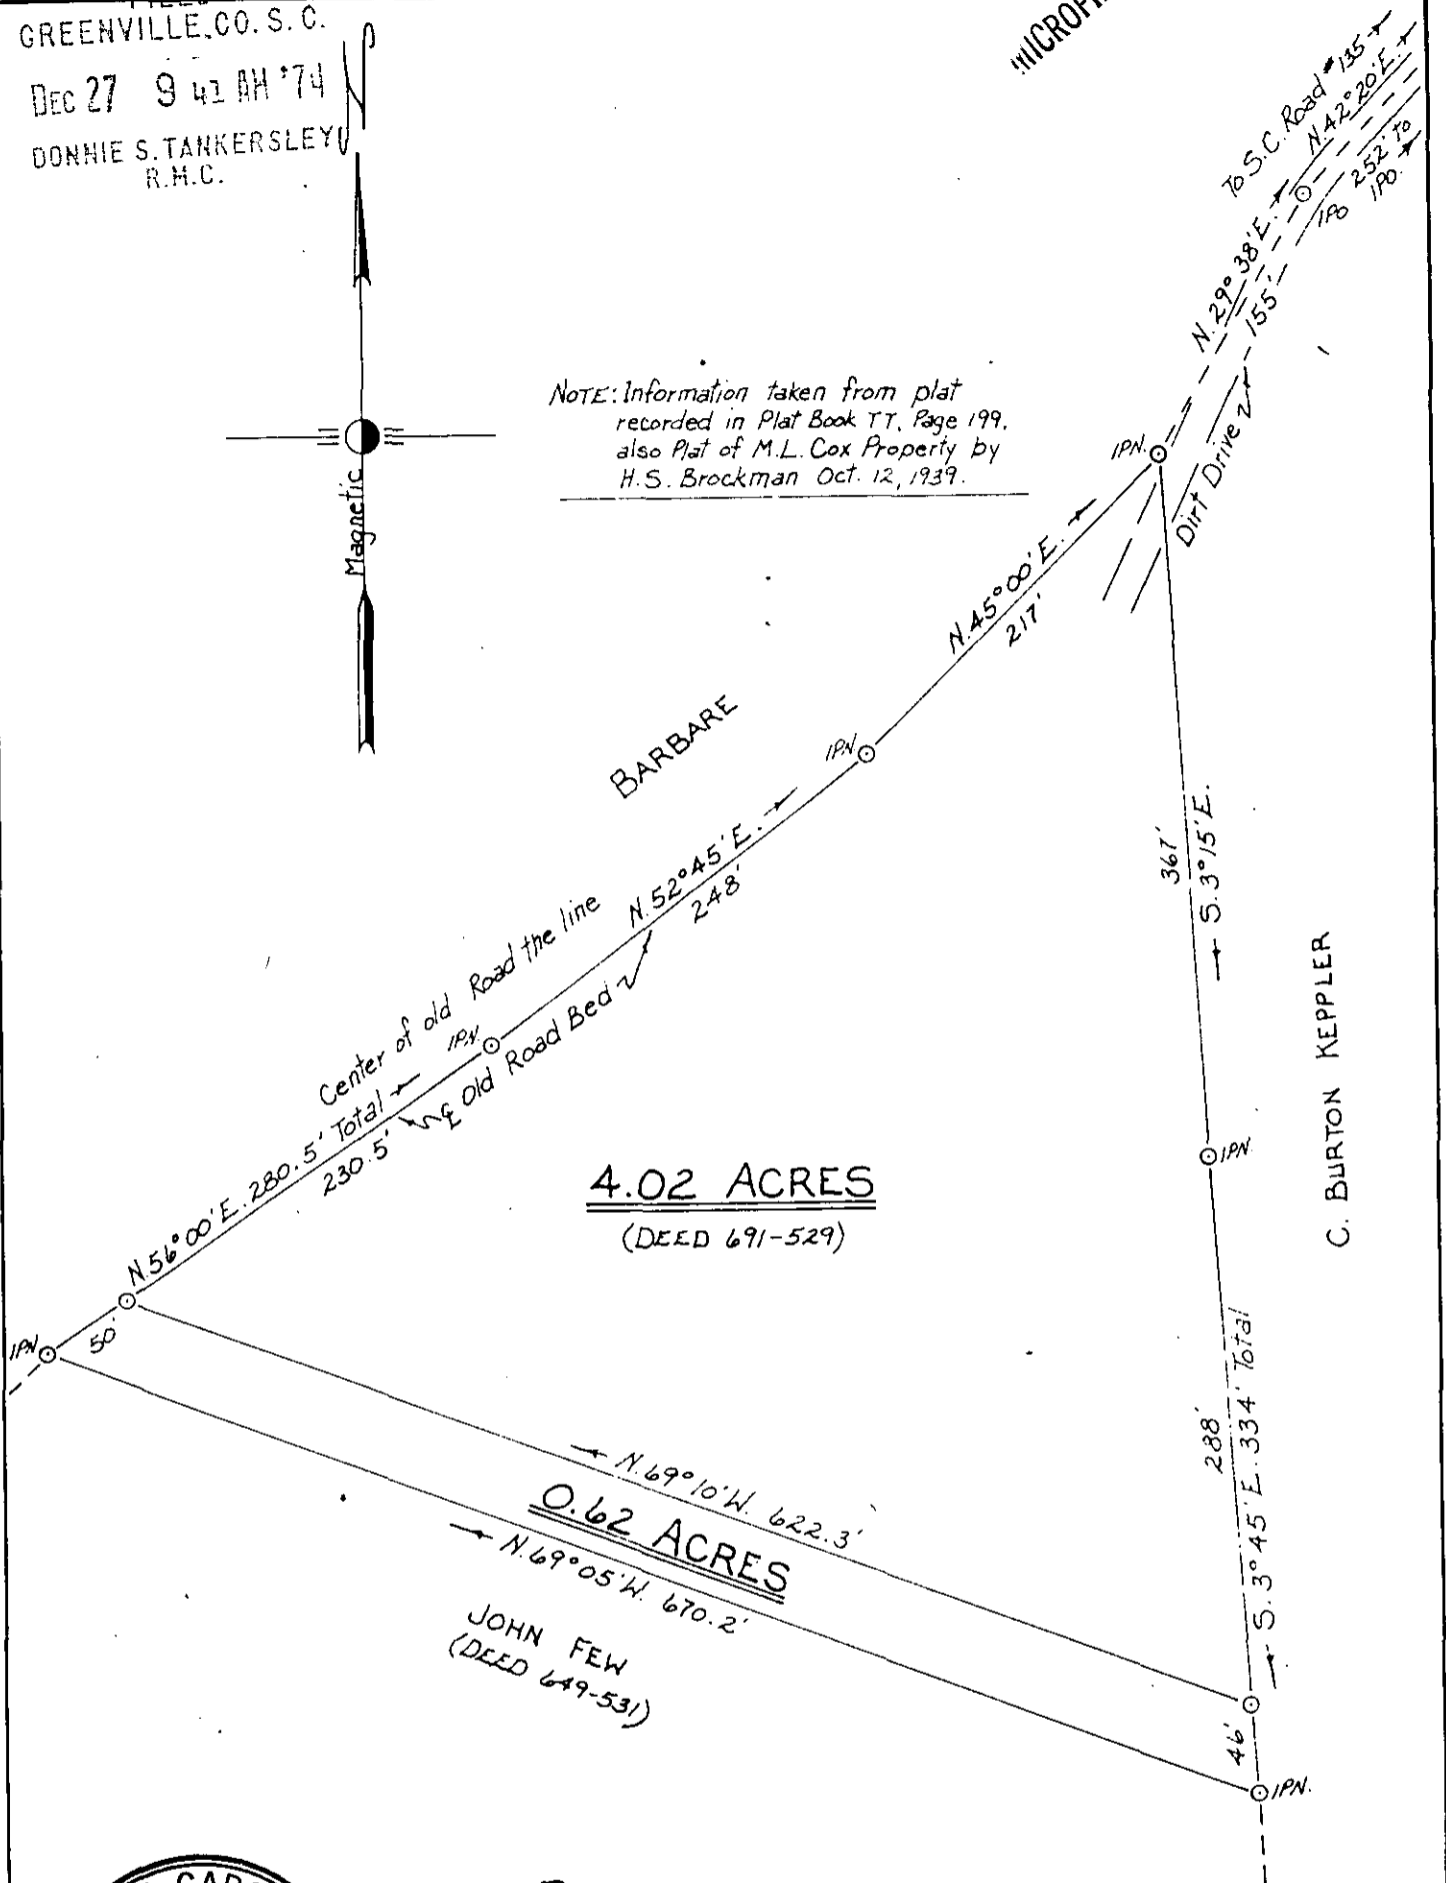 GREENVILLE,CO. S. C.
DEC 27 9 41 AM '74
DONNIE S. TANKERSLEY
R.M.C.
To S.C. Road #135
N.42°20'E.
252' to
IPO.
IPO
N.29°38'E.
155'
Dirt Drive
Magnetic
NOTE: Information taken from plat
recorded in Plat Book TT, Page 199,
also Plat of M.L. Cox Property by
H.S. Brockman Oct. 12, 1939.
IPN.
N.45°00'E.
217'
BARBARE
IPN
N.52°45'E.
248'
367'
S.3°15'E.
Center of old Road the line
IPN.
℄ Old Road Bed
C. BURTON KEPPLER
N.56°00'E. 280.5' Total
230.5'
4.02 ACRES
(DEED 691-529)
IPN.
IPN
50'
288'
S.3°45'E. 334' Total
N.69°10'W. 622.3'
0.62 ACRES
N.69°05'W. 670.2'
JOHN FEW
(DEED 649-531)
46'
IPN.